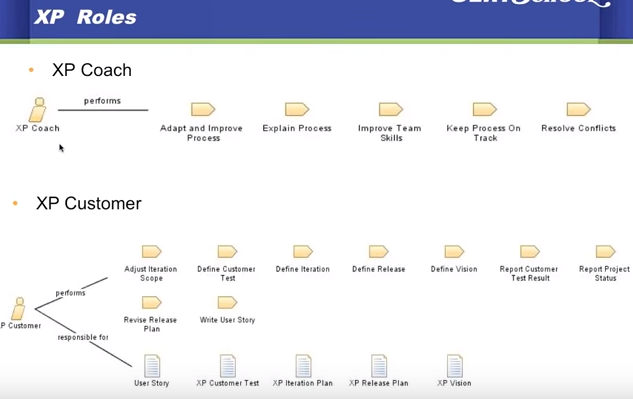 XP Roles
• XP Coach
performs
XP Coach
Adapt and Improve
Process
Explain Process
Improve Team
Skills
Keep Process On
Track
Resolve Conflicts
• XP Customer
performs
responsible for
P Customer
Adjust Iteration
Scope
Define Customer
Test
Define Iteration
Define Release
Define Vision
Report Customer
Test Result
Report Project
Status
Revise Release
Plan
Write User Story
User Story
XP Customer Test
XP Iteration Plan
XP Release Plan
XP Vision